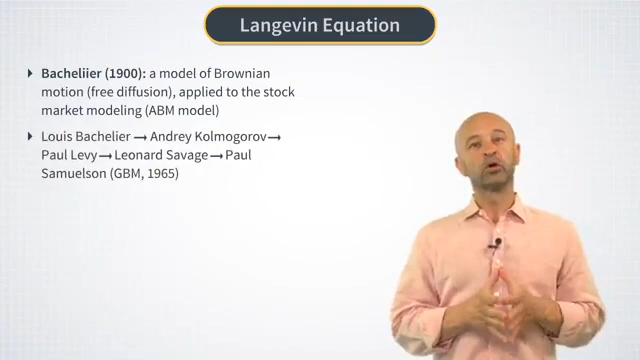 Langevin Equation
Bacheliier (1900): a model of Brownian
motion (free diffusion), applied to the stock
market modeling (ABM model)
Louis Bachelier → Andrey Kolmogorov→
Paul Levy→Leonard Savage→Paul
Samuelson (GBM, 1965)